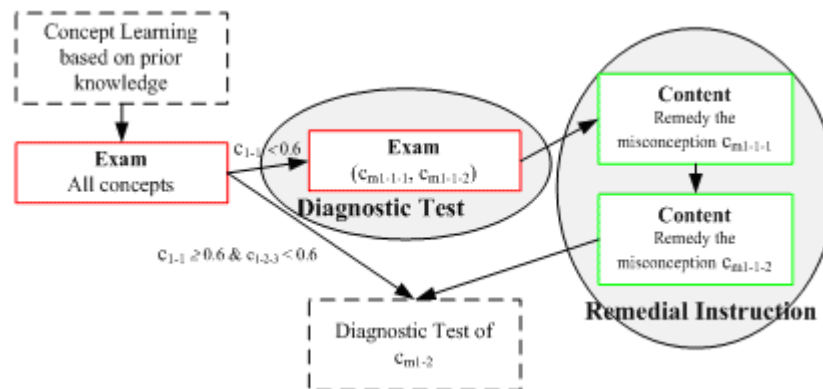 Concept Learning
based on prior
knowledge
Exam
All concepts
c1-1 < 0.6
Exam
(cm1-1-1, cm1-1-2)
Diagnostic Test
Content
Remedy the
misconception cm1-1-1
Content
Remedy the
misconception cm1-1-2
Remedial Instruction
c1-1 ≥ 0.6 & c1-2-3 < 0.6
Diagnostic Test of
cm1-2